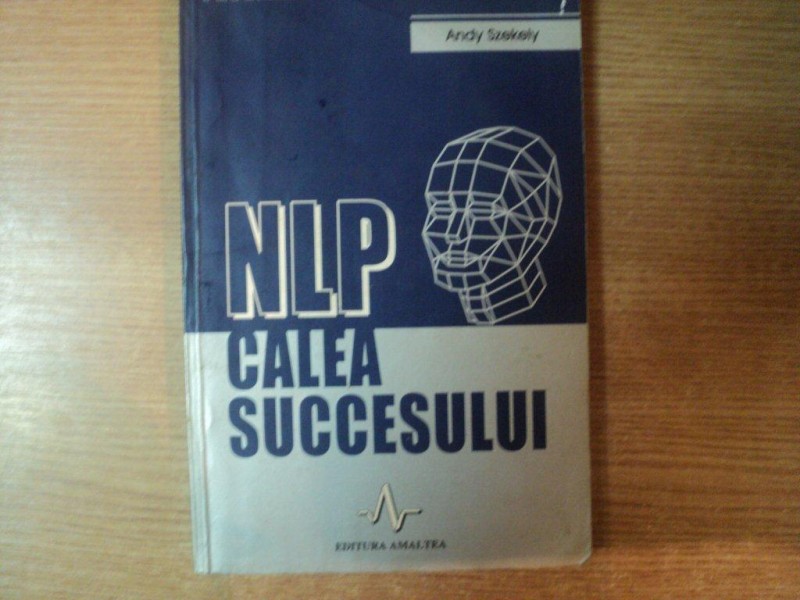 Andy Szekely
NLP
CALEA
SUCCESULUI
EDITURA AMALTEA